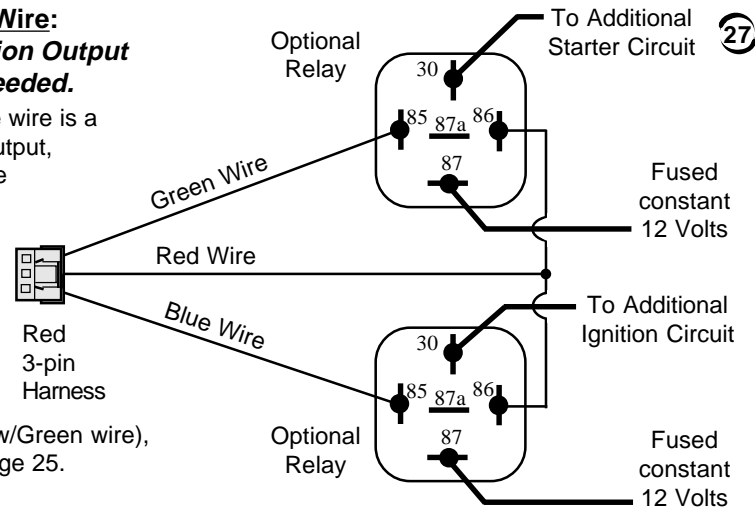 Wire:
ion Output
eeded.
wire is a
utput,
Optional
Relay
30
85
87a
86
87
To Additional
Starter Circuit
27
Fused
constant
12 Volts
Green Wire
Red Wire
Blue Wire
Red
3-pin
Harness
To Additional
Ignition Circuit
30
85
87a
86
87
Optional
Relay
Fused
constant
12 Volts
w/Green wire),
ge 25.